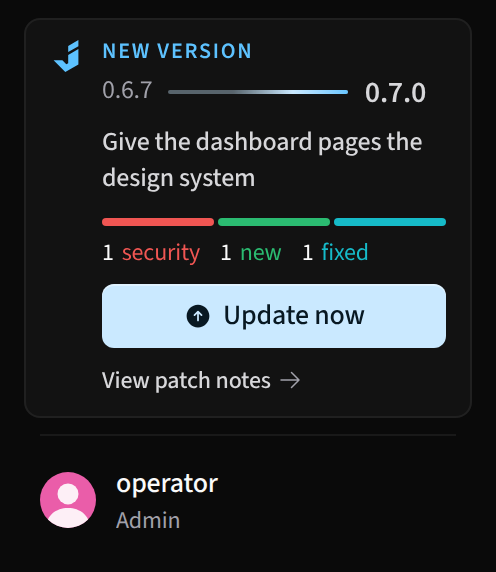 NEW VERSION
0.6.7 0.7.0
Give the dashboard pages the
design system
1 security 1 new 1 fixed
Update now
View patch notes
operator
Admin